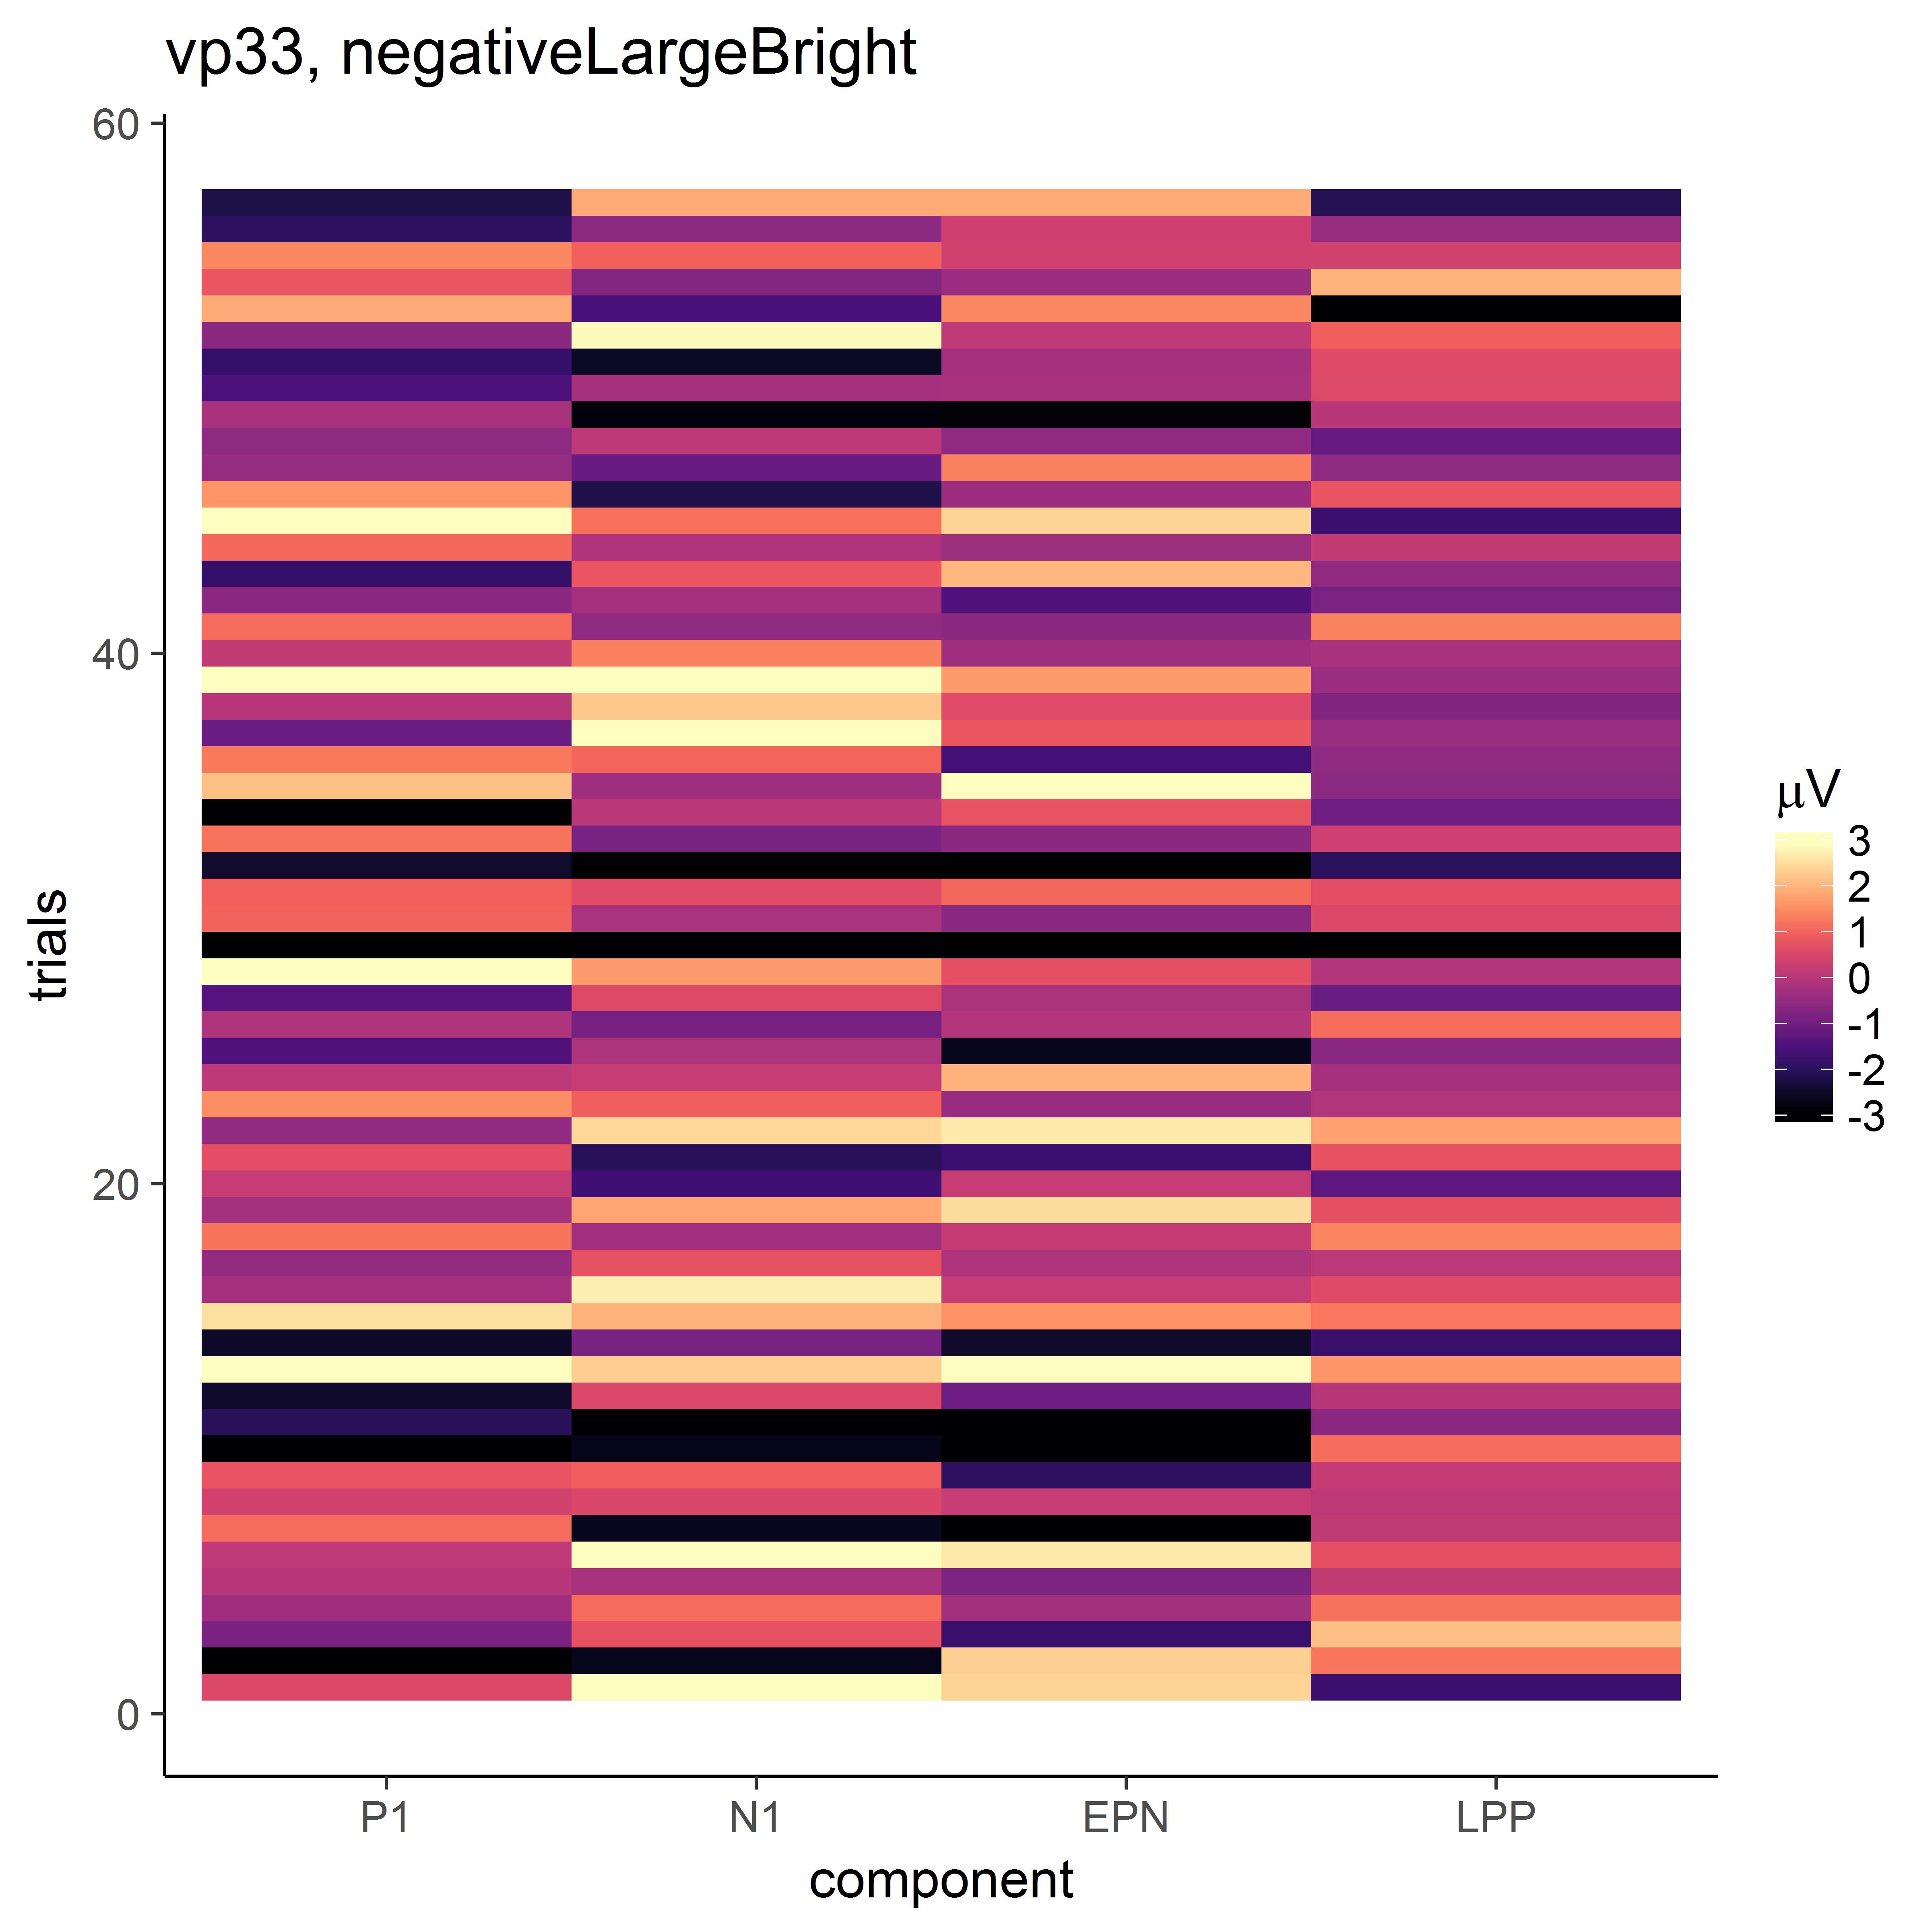 vp33, negativeLargeBright
60
40
20
0
trials
P1 N1 EPN LPP
component
μV
3
2
1
0
-1
-2
-3